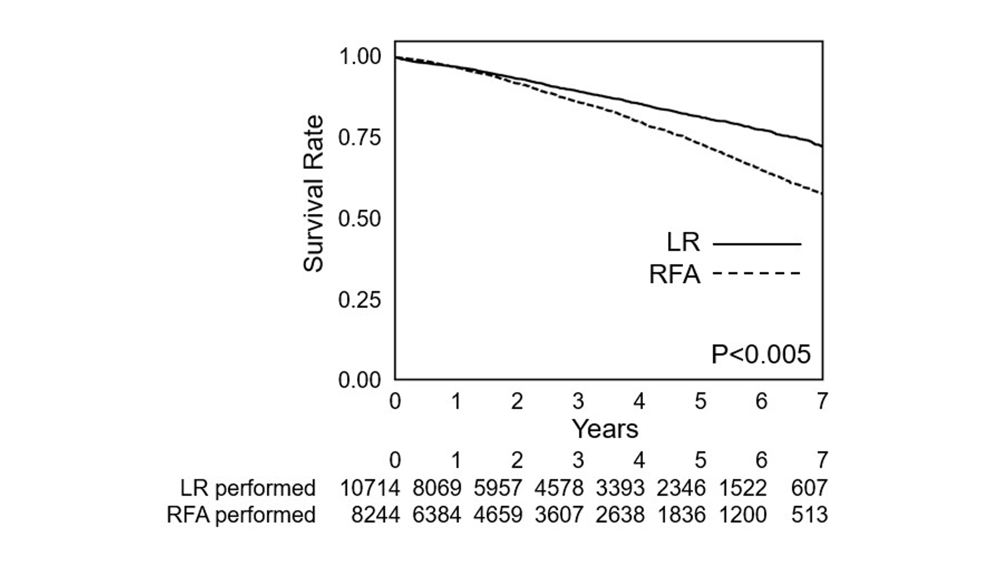 1.00
0.75
0.50
0.25
0.00
Survival Rate
LR
RFA
P<0.005
0 1 2 3 4 5 6 7
Years
0 1 2 3 4 5 6 7
LR performed 10714 8069 5957 4578 3393 2346 1522 607
RFA performed 8244 6384 4659 3607 2638 1836 1200 513